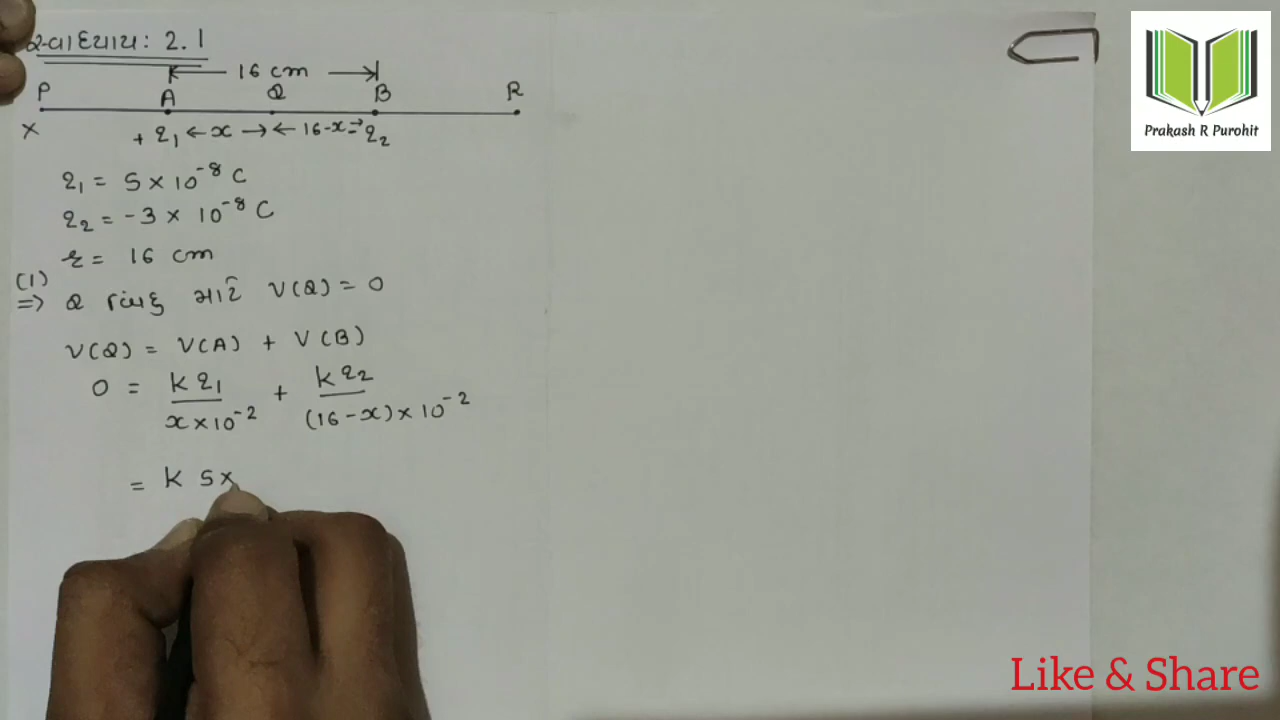 સ્વાધ્યાય : 2.1
16 cm
P A Q B R
x + q₁ ← x → ← 16-x → q₂
q₁ = 5 × 10⁻⁸ C
q₂ = -3 × 10⁻⁸ C
r = 16 cm
(1)
⇒ Q બિંદુ માટે V(Q) = 0
V(Q) = V(A) + V(B)
0 = kq₁ / x×10⁻² + kq₂ / (16-x)×10⁻²
= k 5×
Prakash R Purohit
Like & Share